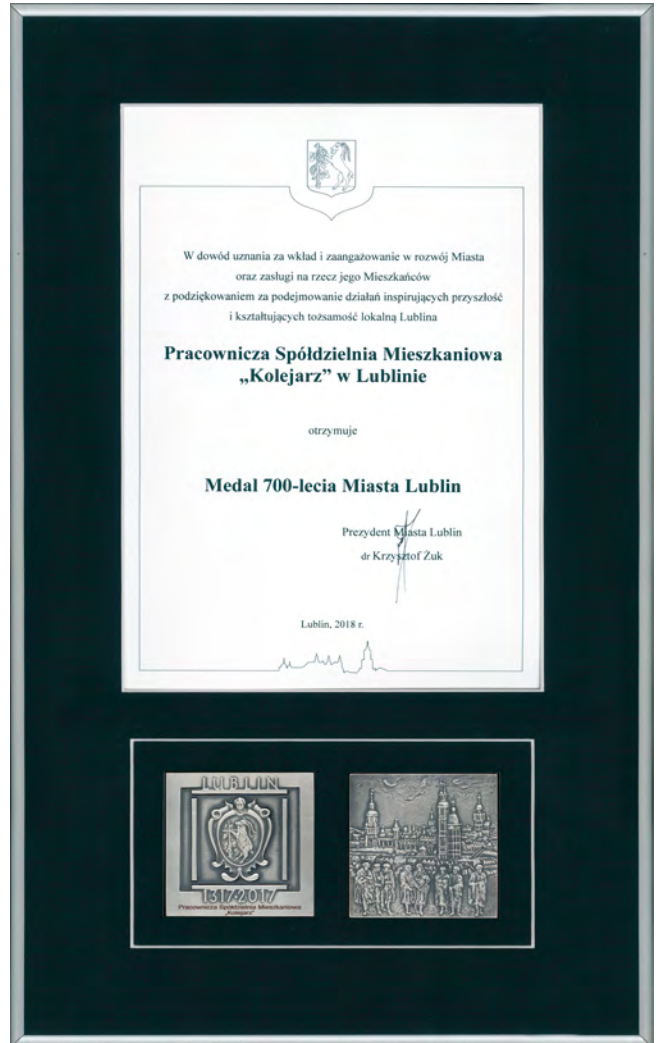 W dowód uznania za wkład i zaangażowanie w rozwój Miasta
oraz zasługi na rzecz jego Mieszkańców
z podziękowaniem za podejmowanie działań inspirujących przyszłość
i kształtujących tożsamość lokalną Lublina
Pracownicza Spółdzielnia Mieszkaniowa
„Kolejarz” w Lublinie
otrzymuje
Medal 700-lecia Miasta Lublin
Prezydent Miasta Lublin
dr Krzysztof Żuk
Lublin, 2018 r.
LUBLIN
1317-2017
Pracownicza Spółdzielnia Mieszkaniowa
„Kolejarz”